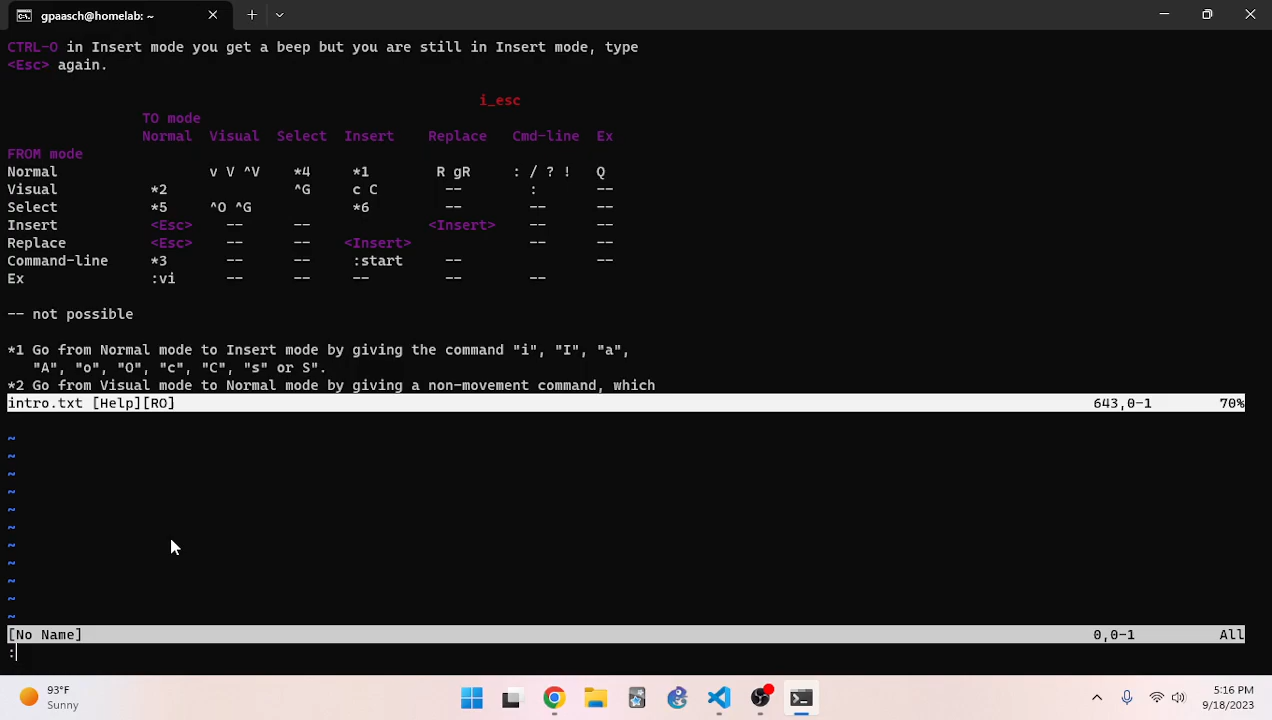 gpaasch@homelab: ~
CTRL-O in Insert mode you get a beep but you are still in Insert mode, type
<Esc> again.
i_esc
TO mode
Normal Visual Select Insert Replace Cmd-line Ex
FROM mode
Normal v V ^V *4 *1 R gR : / ? ! Q
Visual *2 ^G c C -- : --
Select *5 ^O ^G *6 -- -- --
Insert <Esc> -- -- <Insert> -- --
Replace <Esc> -- -- <Insert> -- --
Command-line *3 -- -- :start -- --
Ex :vi -- -- -- -- --
-- not possible
*1 Go from Normal mode to Insert mode by giving the command "i", "I", "a",
"A", "o", "O", "c", "C", "s" or S".
*2 Go from Visual mode to Normal mode by giving a non-movement command, which
intro.txt [Help][RO] 643,0-1 70%
~
~
~
~
~
~
~
~
~
~
~
[No Name] 0,0-1 All
:
93°F
Sunny
5:16 PM
9/18/2023